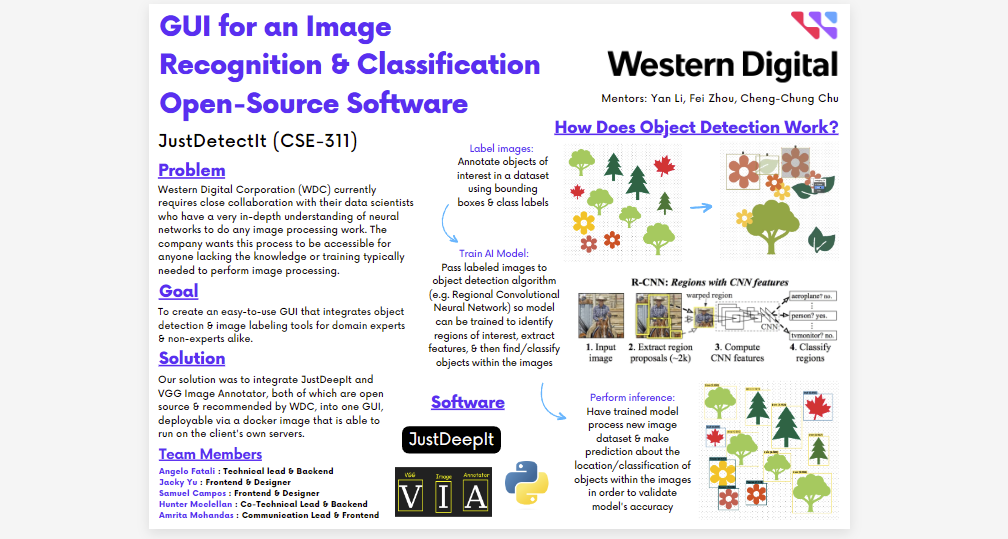 GUI for an Image
Recognition & Classification
Open-Source Software
JustDetectIt (CSE-311)
Western Digital
Mentors: Yan Li, Fei Zhou, Cheng-Chung Chu
Problem
Western Digital Corporation (WDC) currently
requires close collaboration with their data scientists
who have a very in-depth understanding of neural
networks to do any image processing work. The
company wants this process to be accessible for
anyone lacking the knowledge or training typically
needed to perform image processing.
Goal
To create an easy-to-use GUI that integrates object
detection & image labeling tools for domain experts
& non-experts alike.
Solution
Our solution was to integrate JustDeepIt and
VGG Image Annotator, both of which are open
source & recommended by WDC, into one GUI,
deployable via a docker image that is able to
run on the client's own servers.
Team Members
Angelo Fatali : Technical lead & Backend
Jacky Yu : Frontend & Designer
Samuel Campos : Frontend & Designer
Hunter Mcclellan : Co-Technical Lead & Backend
Amrita Mohandas : Communication Lead & Frontend
How Does Object Detection Work?
Label images:
Annotate objects of
interest in a dataset
using bounding
boxes & class labels
Train AI Model:
Pass labeled images to
object detection algorithm
(e.g. Regional Convolutional
Neural Network) so model
can be trained to identify
regions of interest, extract
features, & then find/classify
objects within the images
R-CNN: Regions with CNN features
warped region
aeroplane? no.
person? yes.
tvmonitor? no.
CNN
1. Input
image
2. Extract region
proposals (~2k)
3. Compute
CNN features
4. Classify
regions
Software
JustDeepIt
VGG Image Annotator
V I A
Perform inference:
Have trained model
process new image
dataset & make
prediction about the
location/classification of
objects within the images
in order to validate
model's accuracy